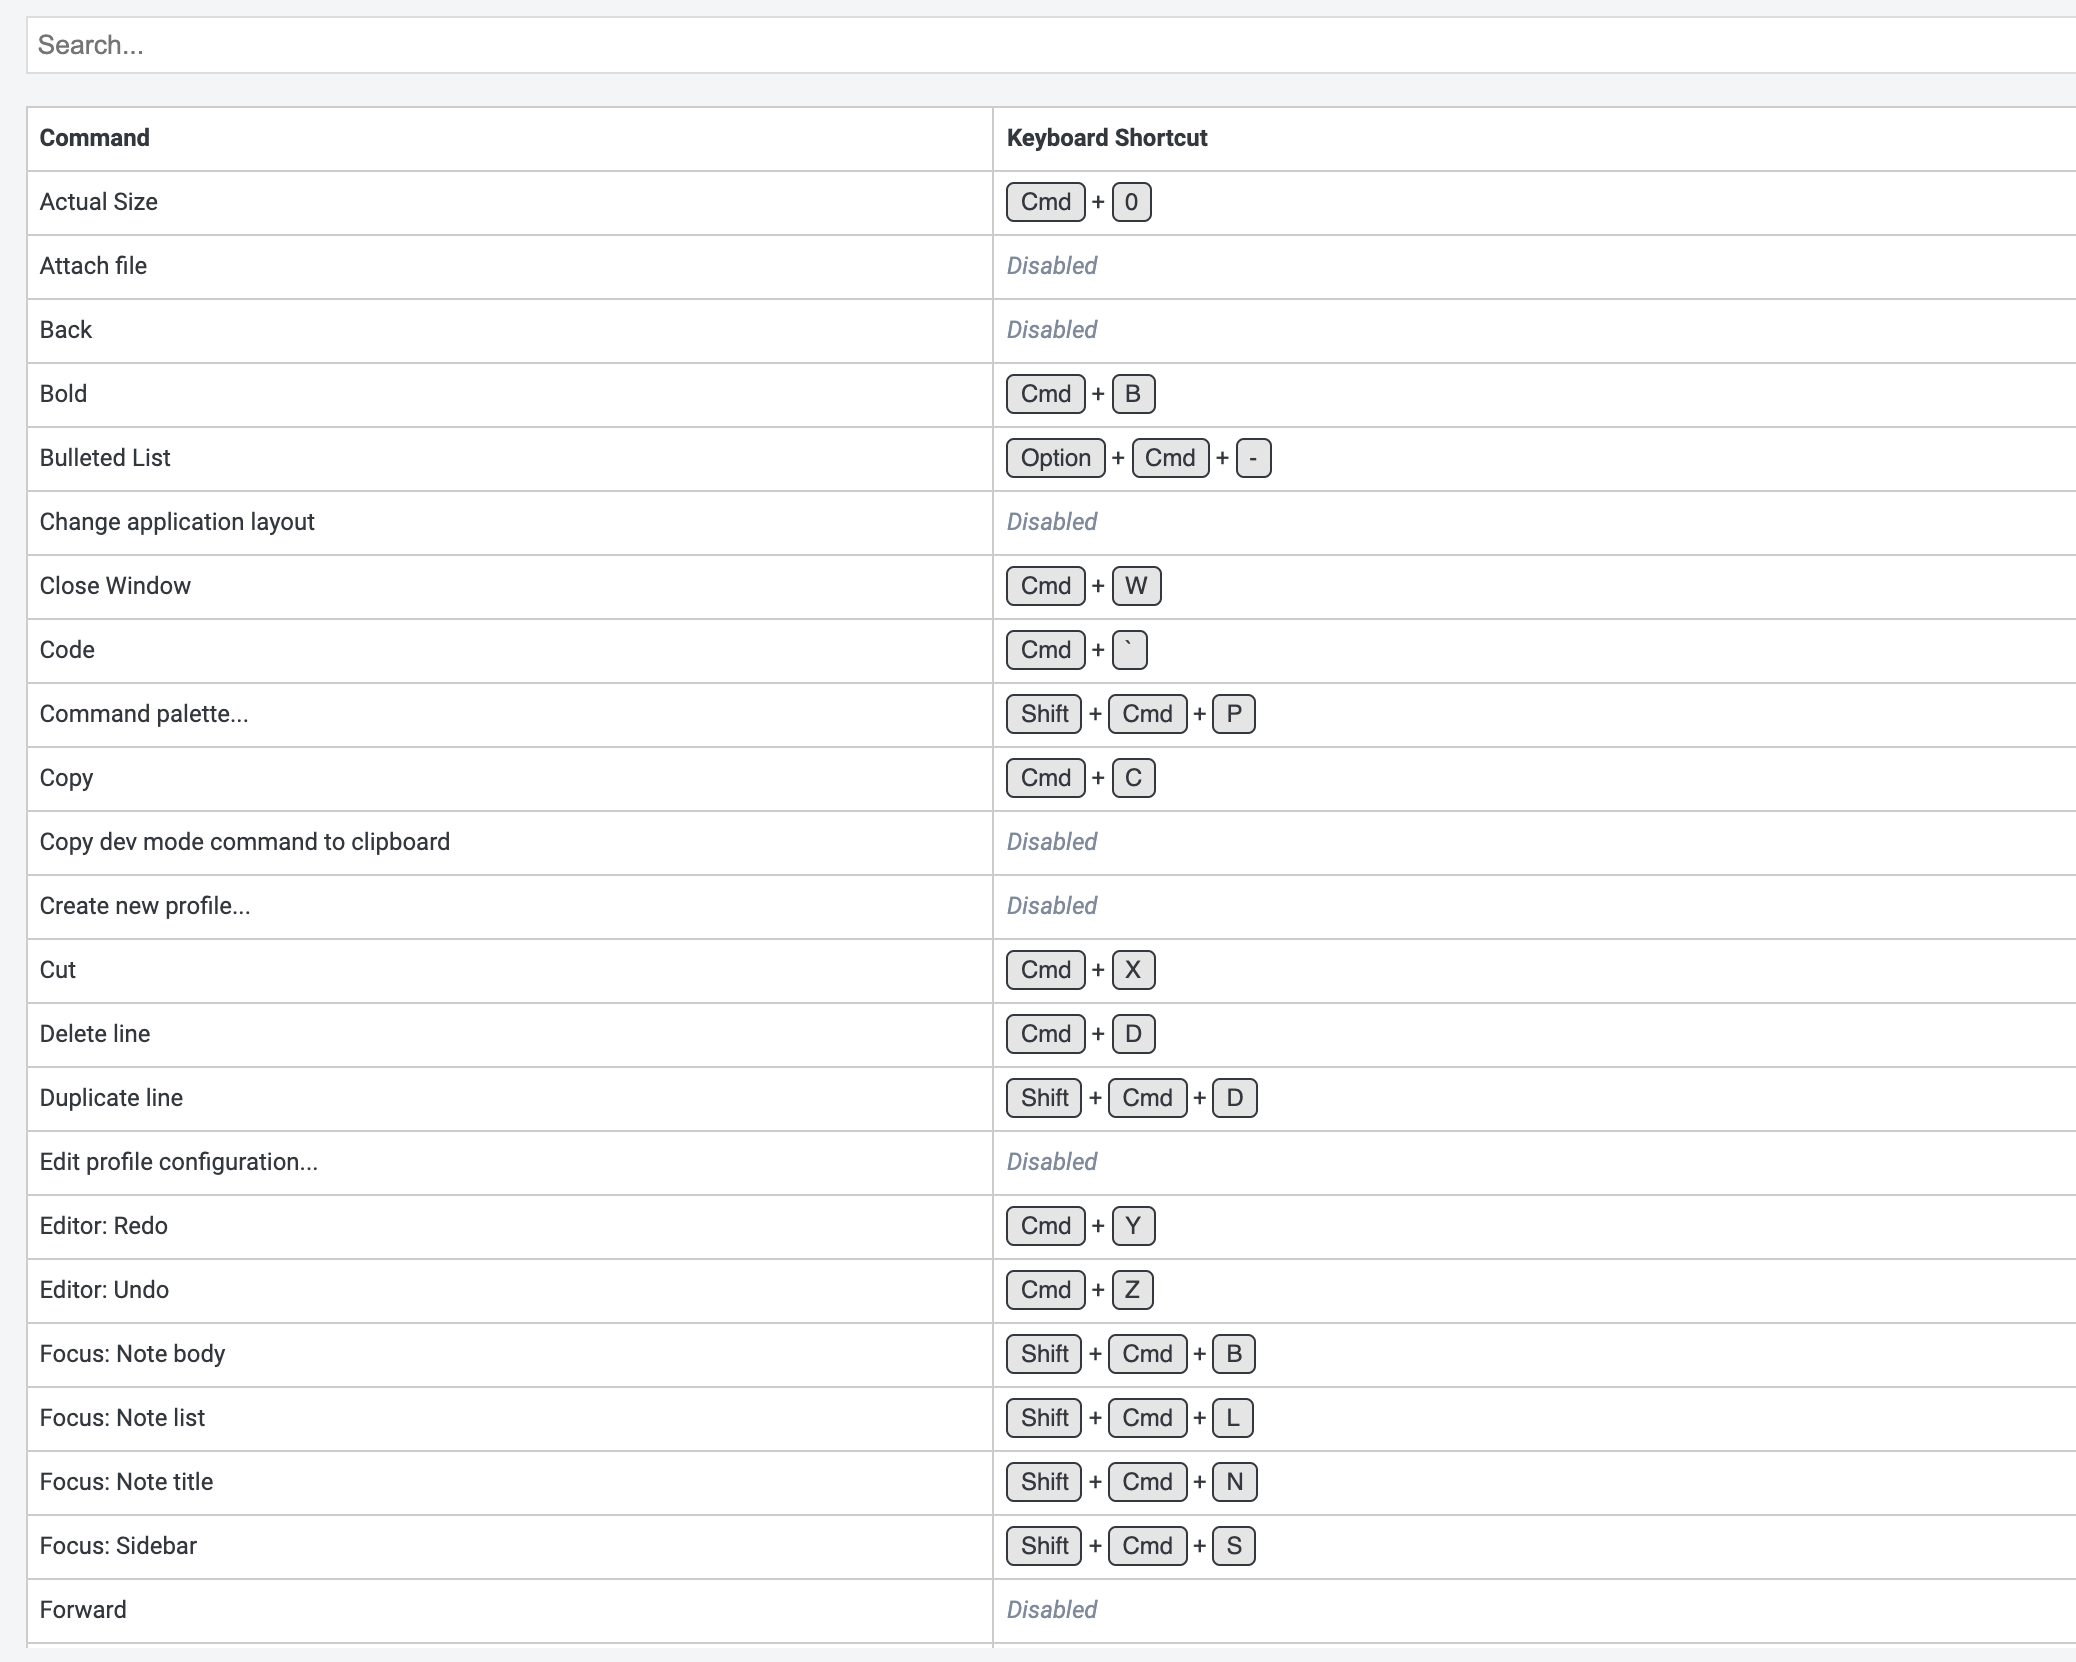 Search...
Command Keyboard Shortcut
Actual Size Cmd + 0
Attach file Disabled
Back Disabled
Bold Cmd + B
Bulleted List Option + Cmd + -
Change application layout Disabled
Close Window Cmd + W
Code Cmd + `
Command palette... Shift + Cmd + P
Copy Cmd + C
Copy dev mode command to clipboard Disabled
Create new profile... Disabled
Cut Cmd + X
Delete line Cmd + D
Duplicate line Shift + Cmd + D
Edit profile configuration... Disabled
Editor: Redo Cmd + Y
Editor: Undo Cmd + Z
Focus: Note body Shift + Cmd + B
Focus: Note list Shift + Cmd + L
Focus: Note title Shift + Cmd + N
Focus: Sidebar Shift + Cmd + S
Forward Disabled